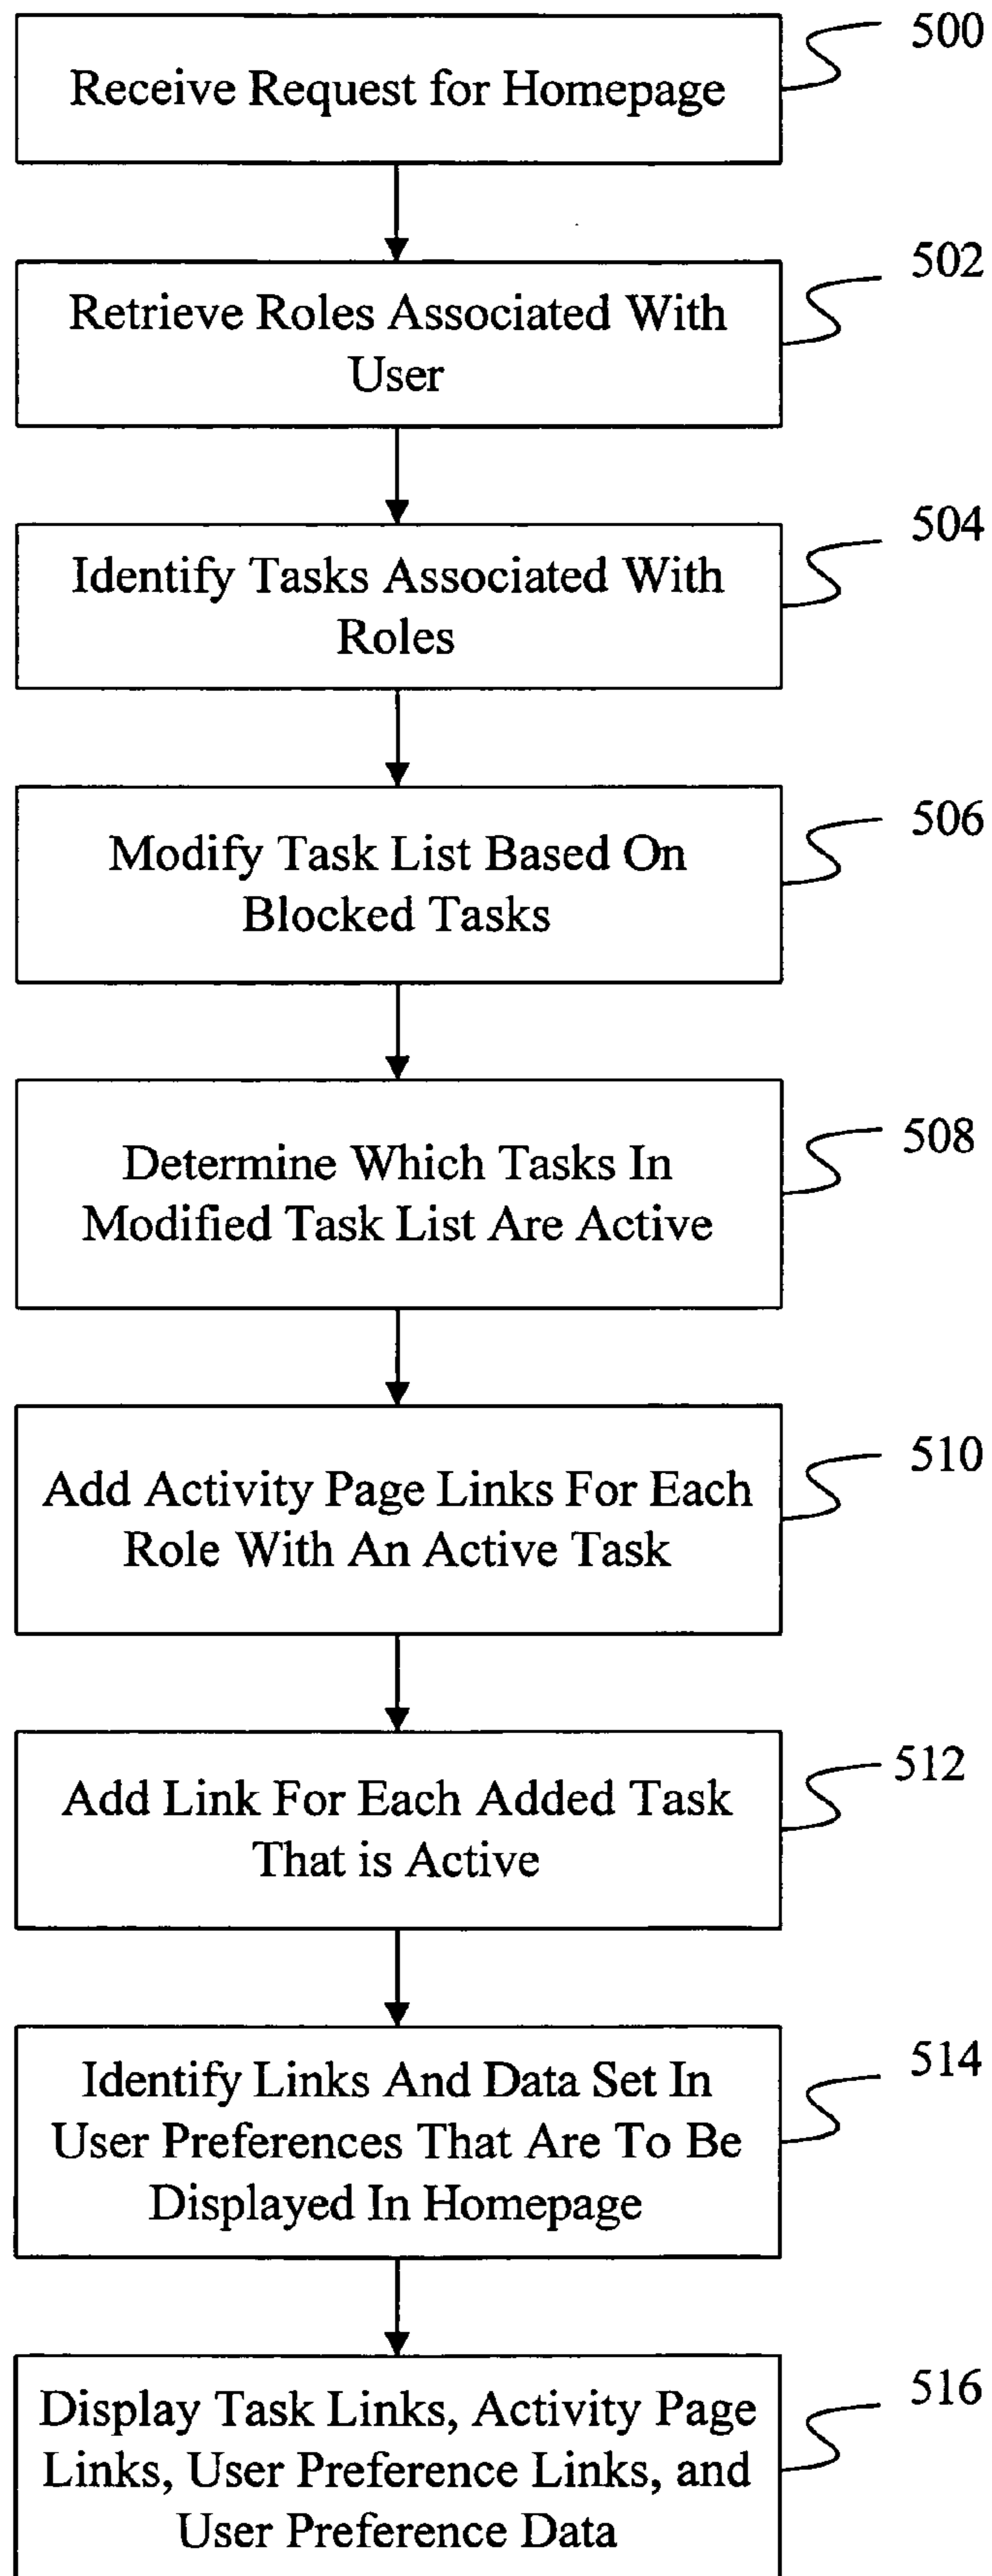 500
Receive Request for Homepage
502
Retrieve Roles Associated With
User
504
Identify Tasks Associated With
Roles
506
Modify Task List Based On
Blocked Tasks
508
Determine Which Tasks In
Modified Task List Are Active
510
Add Activity Page Links For Each
Role With An Active Task
512
Add Link For Each Added Task
That is Active
514
Identify Links And Data Set In
User Preferences That Are To Be
Displayed In Homepage
516
Display Task Links, Activity Page
Links, User Preference Links, and
User Preference Data